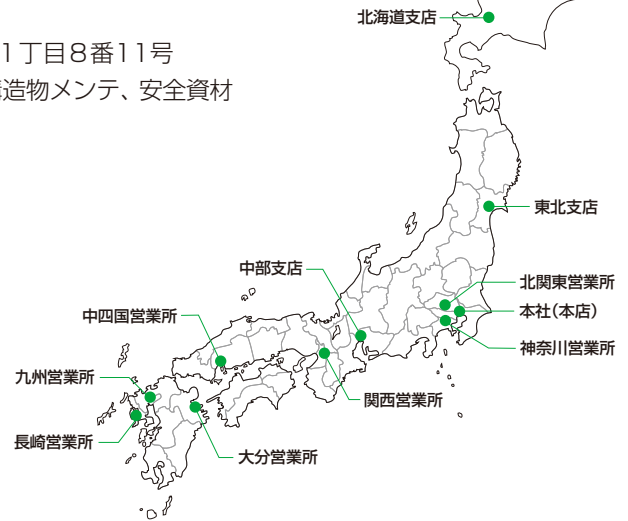 北海道支店
1丁目8番11号
造物メンテ、安全資材
東北支店
中部支店
北関東営業所
本社(本店)
中四国営業所
神奈川営業所
九州営業所
関西営業所
長崎営業所
大分営業所